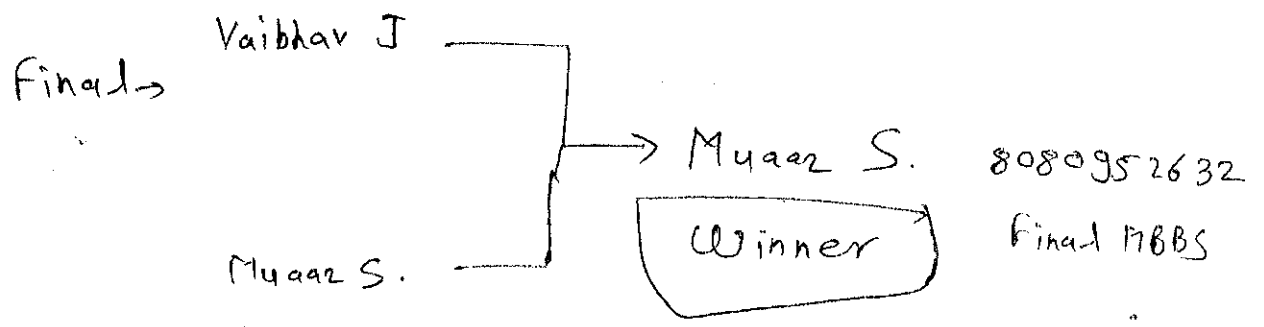 Vaibhav J
Final→
→ Muaaz S. 8080952632
Winner Final MBBS
Muaaz S.